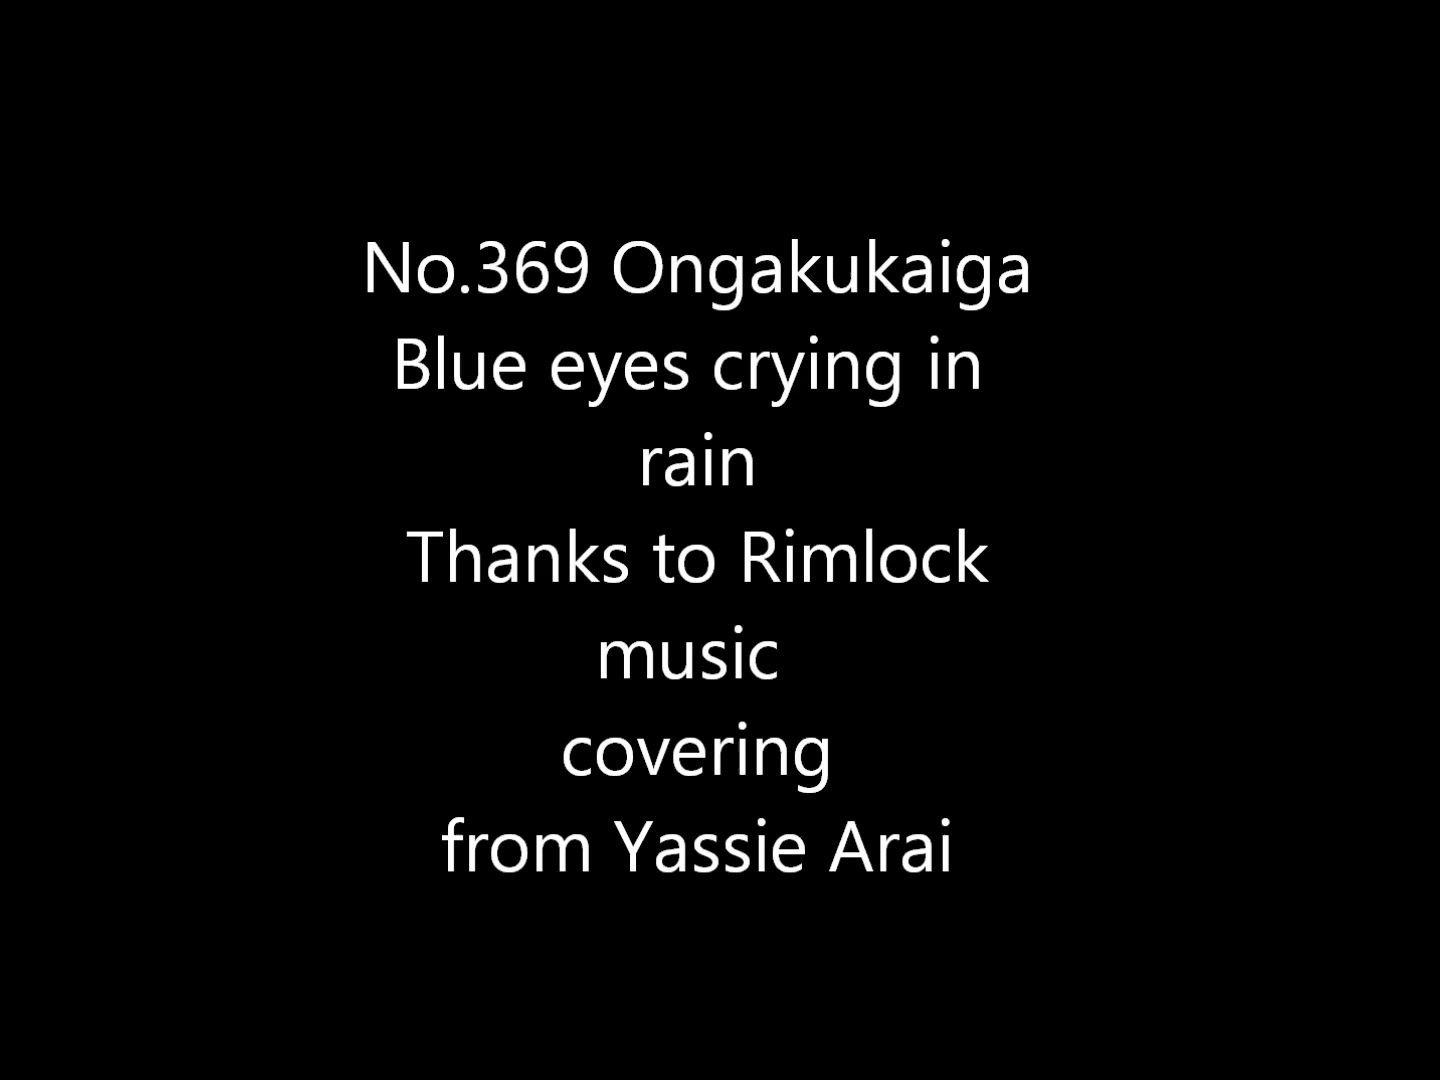 No.369 Ongakukaiga
Blue eyes crying in
rain
Thanks to Rimlock
music
covering
from Yassie Arai